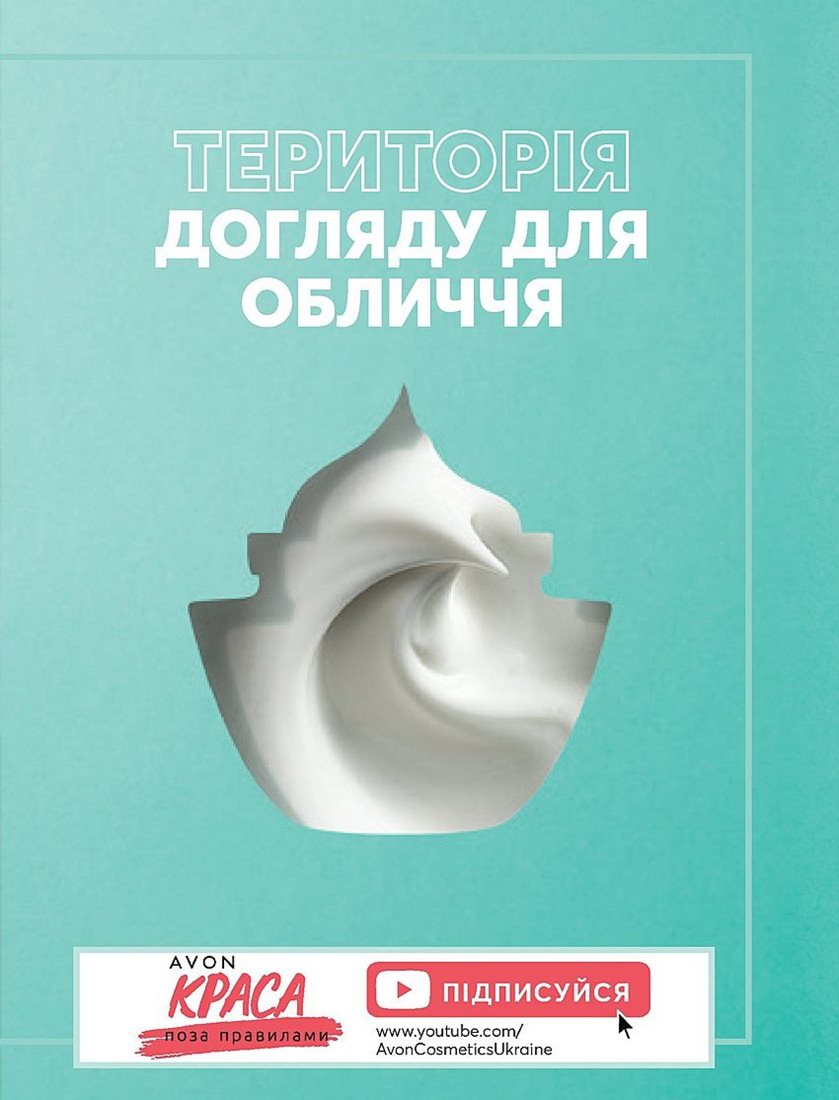 ТЕРИТОРІЯ
ДОГЛЯДУ ДЛЯ
ОБЛИЧЧЯ
AVON
КРАСА
поза правилами
ПІДПИСУЙСЯ
www.youtube.com/
AvonCosmeticsUkraine